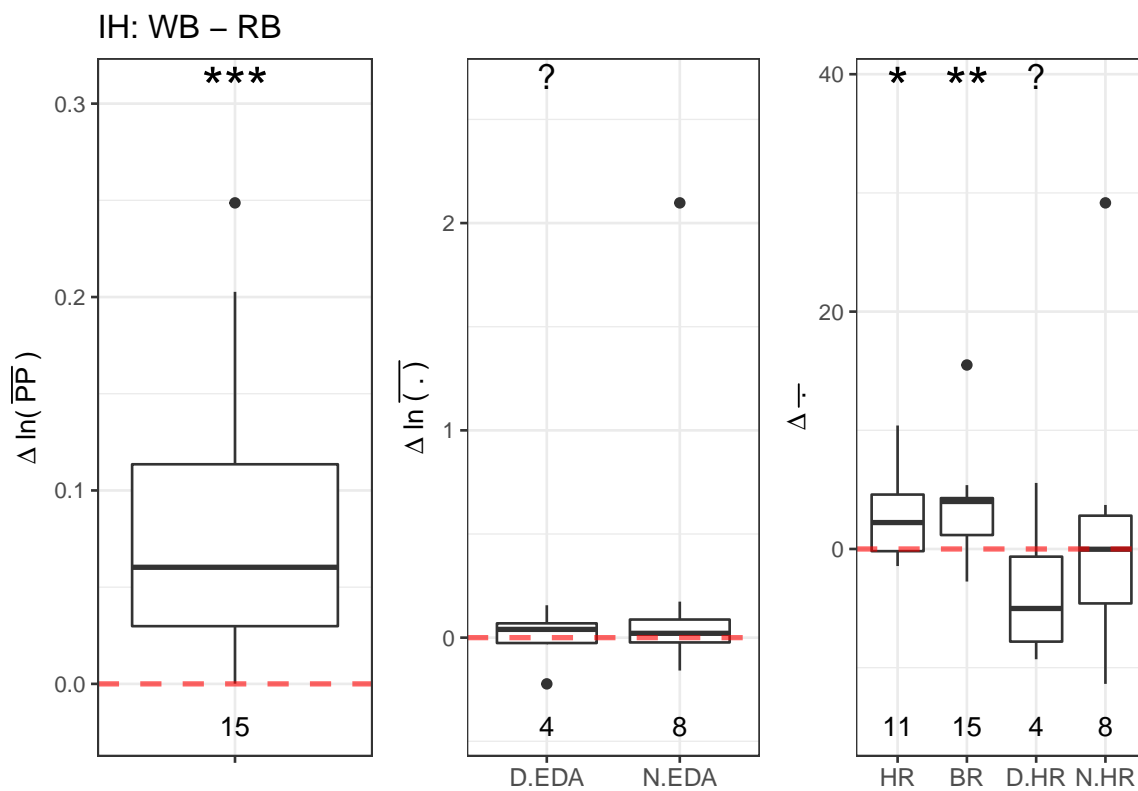 IH: WB – RB
***
0.3
0.2
0.1
0.0
Δ ln( PP )
15
?
2
1
0
Δ ln ( . )
4 8
D.EDA N.EDA
* ** ?
40
20
0
Δ .
11 15 4 8
HR BR D.HR N.HR